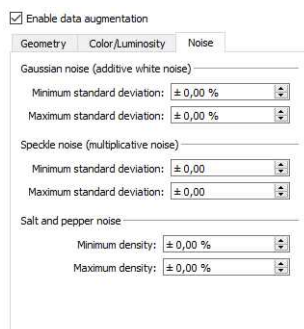 Enable data augmentation
Geometry Color/Luminosity Noise
Gaussian noise (additive white noise)
Minimum standard deviation: ± 0,00 %
Maximum standard deviation: ± 0,00 %
Speckle noise (multiplicative noise)
Minimum standard deviation: ± 0,00
Maximum standard deviation: ± 0,00
Salt and pepper noise
Minimum density: ± 0,00 %
Maximum density: ± 0,00 %